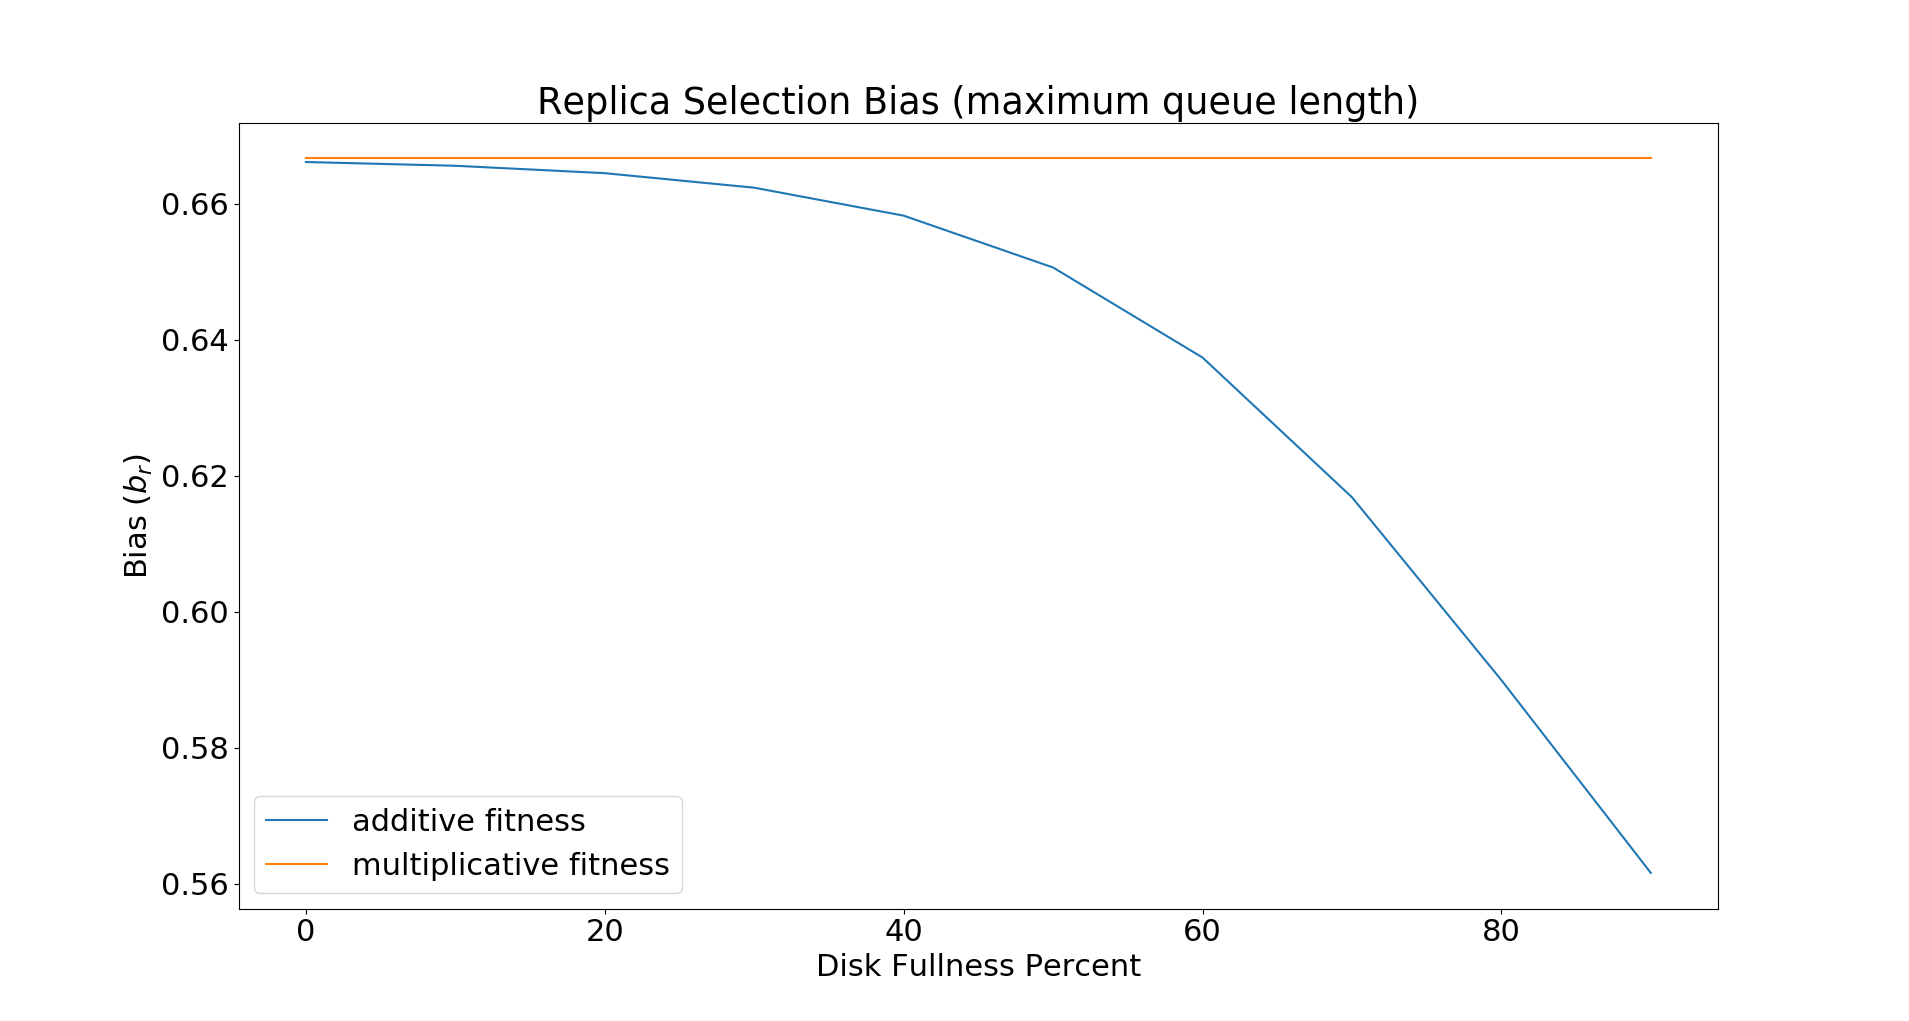 Replica Selection Bias (maximum queue length)
Bias (b_r)
0.66
0.64
0.62
0.60
0.58
0.56
additive fitness
multiplicative fitness
0 20 40 60 80
Disk Fullness Percent